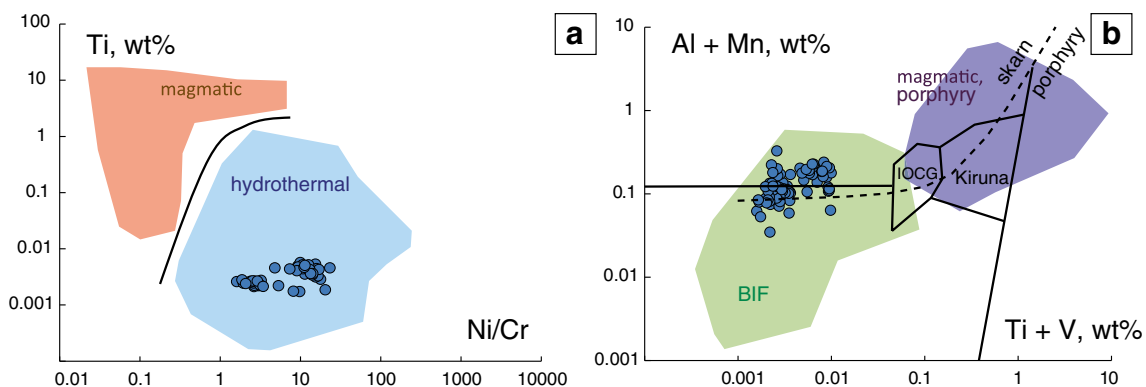 100
10
1
0.1
0.01
0.001
Ti, wt%
a
magmatic
hydrothermal
Ni/Cr
0.01
0.1
1
10
100
1000
10000
10
1
0.1
0.01
0.001
Al + Mn, wt%
b
skarn
porphyry
magmatic,
porphyry
IOCG
Kiruna
BIF
Ti + V, wt%
0.001
0.01
0.1
1
10